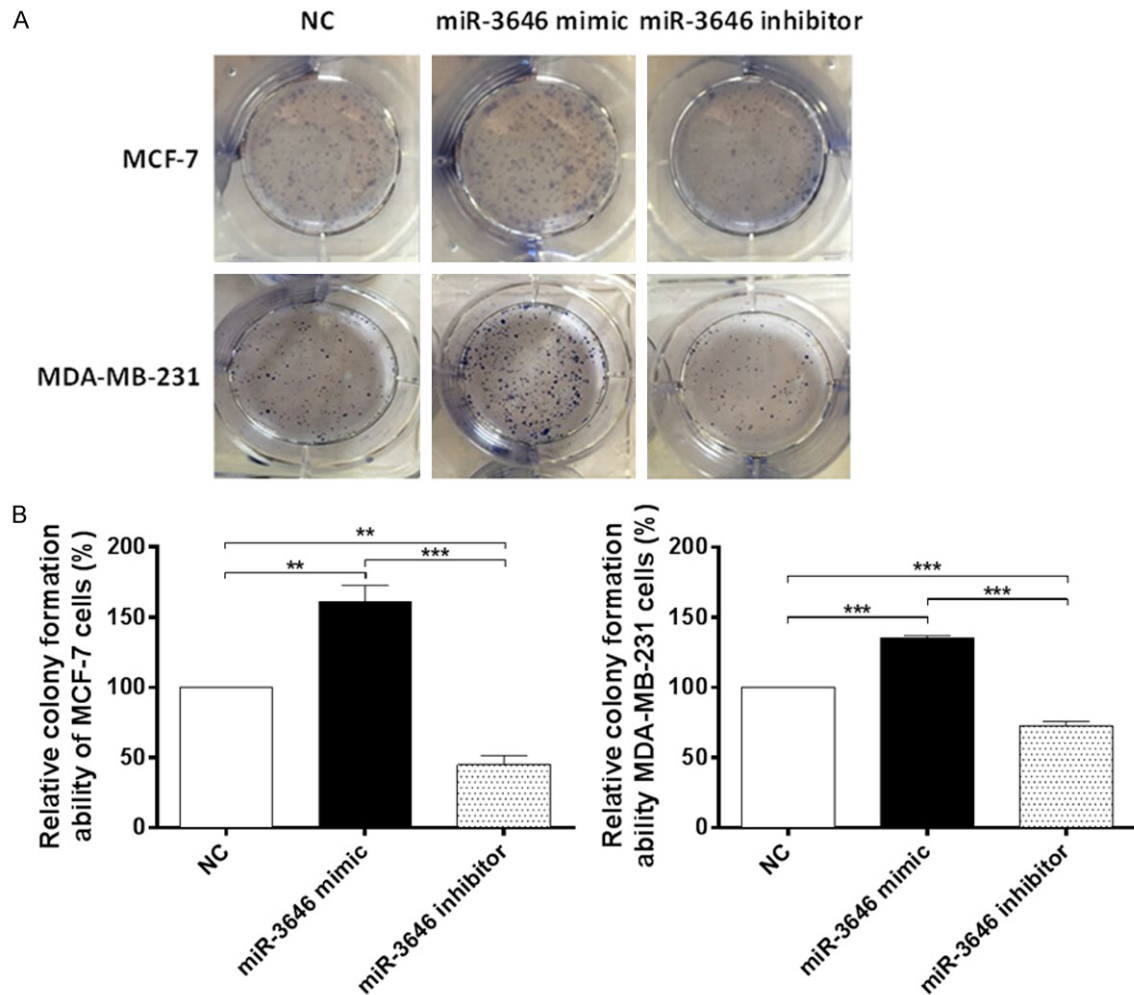 A
NC miR-3646 mimic miR-3646 inhibitor
MCF-7
MDA-MB-231
B
Relative colony formation
ability of MCF-7 cells (%)
200
150
100
50
0
**
**
***
NC
miR-3646 mimic
miR-3646 inhibitor
Relative colony formation
ability MDA-MB-231 cells (%)
200
150
100
50
0
***
***
***
NC
miR-3646 mimic
miR-3646 inhibitor